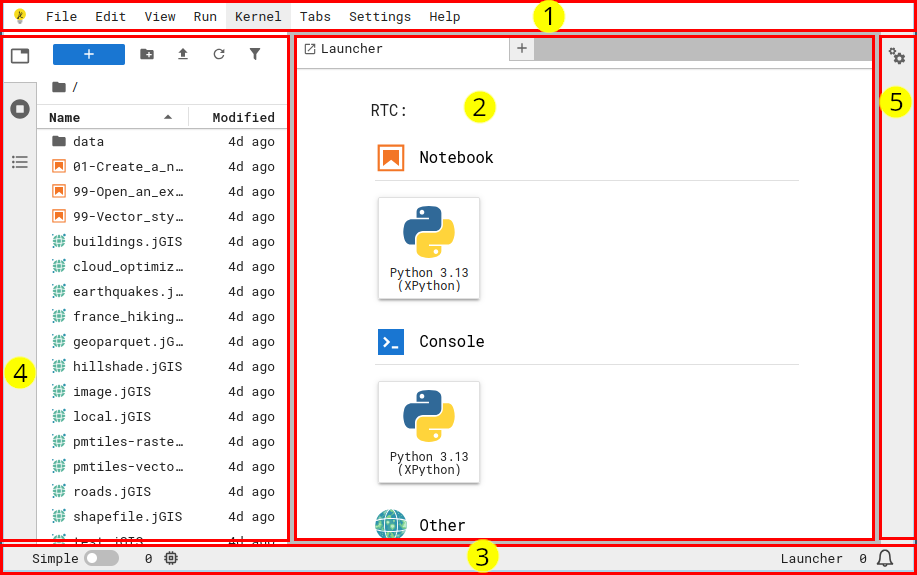 File Edit View Run Kernel Tabs Settings Help
1
Launcher
+
+
/
Name Modified
data 4d ago
01-Create_a_n… 4d ago
99-Open_an_ex… 4d ago
99-Vector_sty… 4d ago
buildings.jGIS 4d ago
cloud_optimiz… 4d ago
earthquakes.j… 4d ago
france_hiking… 4d ago
geoparquet.jG… 4d ago
hillshade.jGIS 4d ago
image.jGIS 4d ago
local.jGIS 4d ago
pmtiles-raste… 4d ago
pmtiles-vecto… 4d ago
roads.jGIS 4d ago
shapefile.jGIS 4d ago
test.jGIS 4d ago
4
RTC:
2
Notebook
Python 3.13
(XPython)
Console
Python 3.13
(XPython)
Other
5
Simple 0
3
Launcher 0